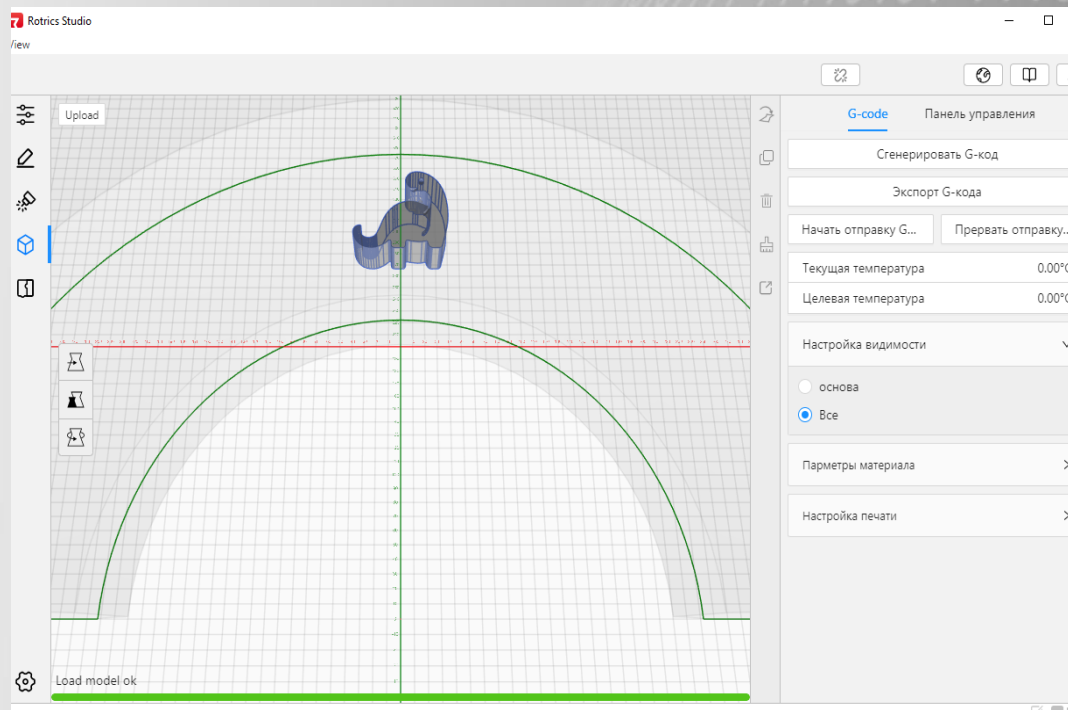 Rotrics Studio
View
Upload
G-code Панель управления
Сгенерировать G-код
Экспорт G-кода
Начать отправку G... Прервать отправку...
Текущая температура 0.00°C
Целевая температура 0.00°C
Настройка видимости
основа
Все
Парметры материала
Настройка печати
Load model ok